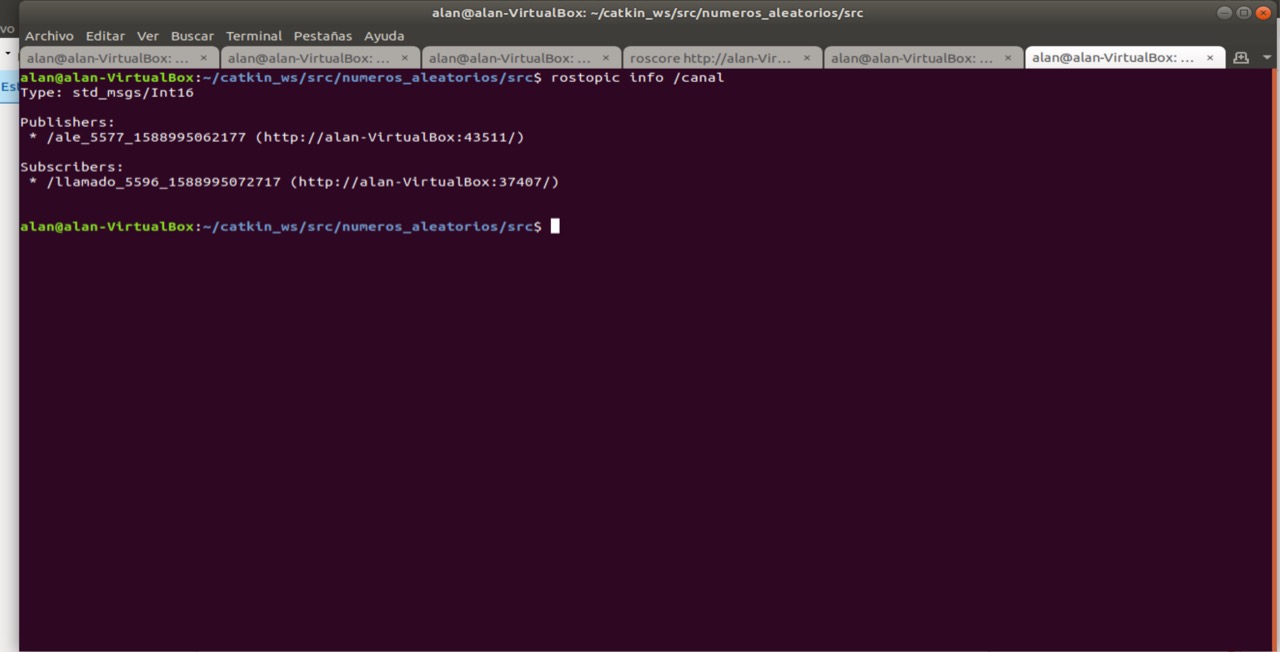 alan@alan-VirtualBox: ~/catkin_ws/src/numeros_aleatorios/src
vo
Archivo Editar Ver Buscar Terminal Pestañas Ayuda
alan@alan-VirtualBox: ... × alan@alan-VirtualBox: ... × alan@alan-VirtualBox: ... × roscore http://alan-Vir... × alan@alan-VirtualBox: ... × alan@alan-VirtualBox: ... ×
Es
alan@alan-VirtualBox:~/catkin_ws/src/numeros_aleatorios/src$ rostopic info /canal
Type: std_msgs/Int16
Publishers:
* /ale_5577_1588995062177 (http://alan-VirtualBox:43511/)
Subscribers:
* /llamado_5596_1588995072717 (http://alan-VirtualBox:37407/)
alan@alan-VirtualBox:~/catkin_ws/src/numeros_aleatorios/src$